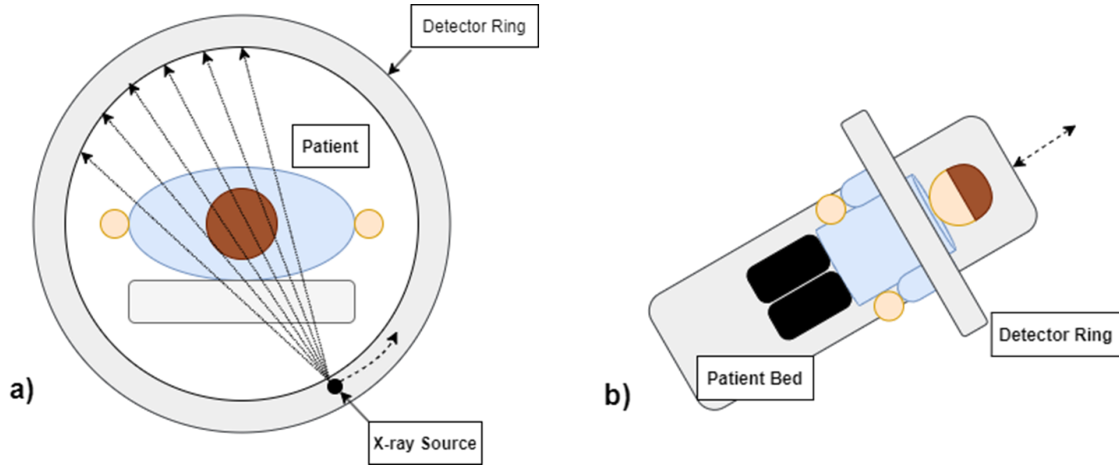 Detector Ring
Patient
a)
X-ray Source
Detector Ring
Patient Bed
b)